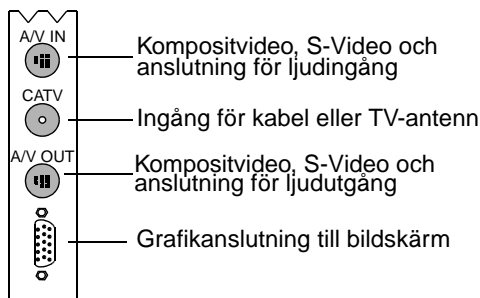 A/V IN
Kompositvideo, S-Video och
anslutning för ljudingång
CATV
Ingång för kabel eller TV-antenn
A/V OUT
Kompositvideo, S-Video och
anslutning för ljudutgång
Grafikanslutning till bildskärm